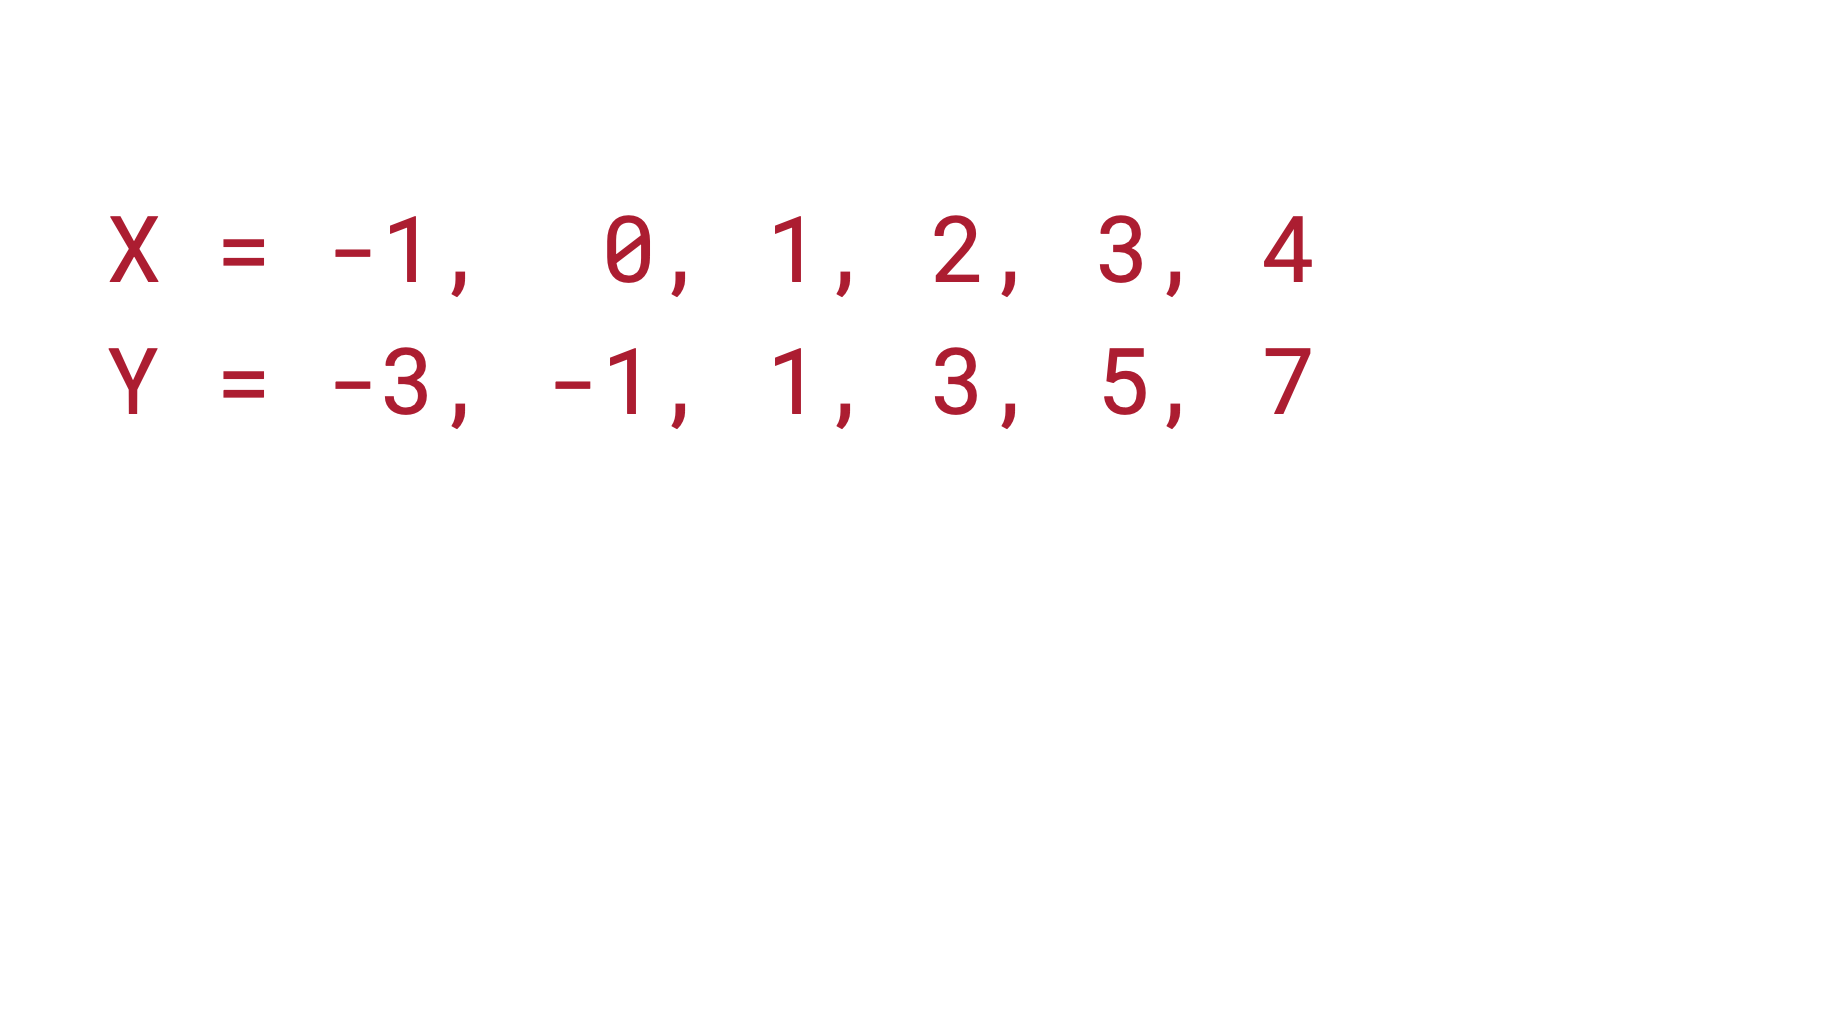 X = -1,  0, 1, 2, 3, 4
Y = -3, -1, 1, 3, 5, 7